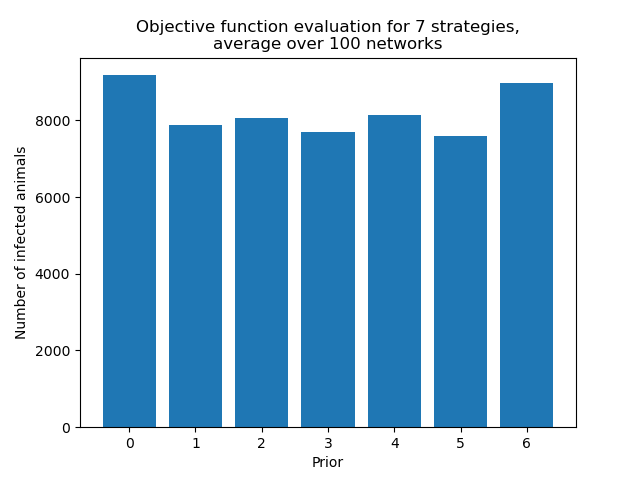 Objective function evaluation for 7 strategies,
average over 100 networks
Number of infected animals
8000
6000
4000
2000
0
0 1 2 3 4 5 6
Prior